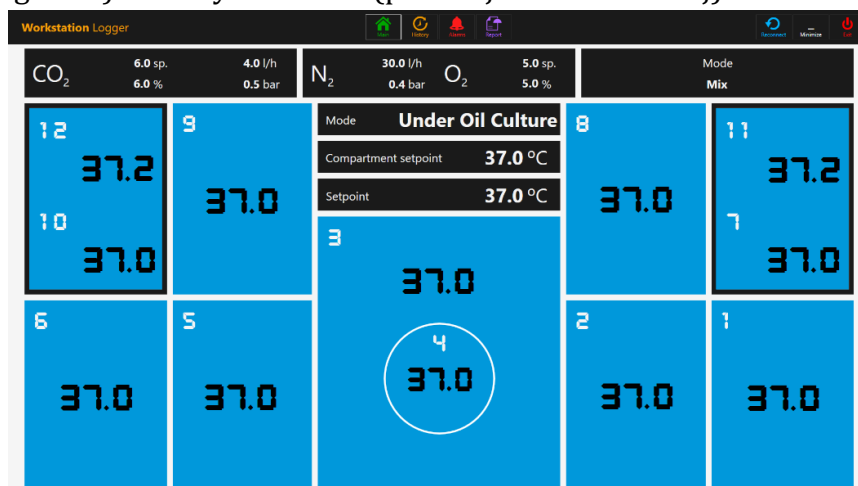 Workstation Logger
Main History Alarms Report Reconnect Minimize Exit
CO2 6.0 sp. 4.0 l/h
6.0 % 0.5 bar
N2 30.0 l/h
0.4 bar
O2 5.0 sp.
5.0 %
Mode
Mix
12
37.2
10
37.0
9
37.0
Mode Under Oil Culture
Compartment setpoint 37.0 °C
Setpoint 37.0 °C
3
37.0
4
37.0
8
37.0
11
37.2
7
37.0
6
37.0
5
37.0
2
37.0
1
37.0